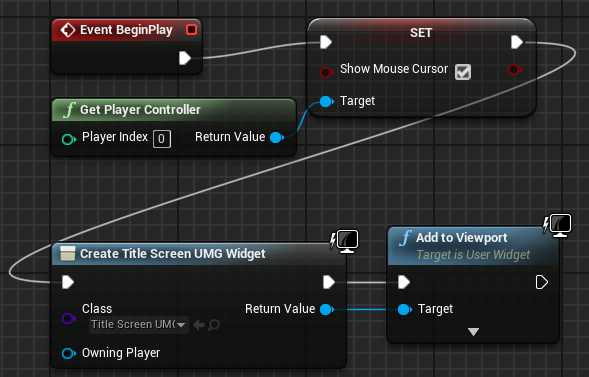 Event BeginPlay
SET
Show Mouse Cursor
Target
f Get Player Controller
Player Index 0 Return Value
Create Title Screen UMG Widget
Class
Title Screen UM
Return Value
Owning Player
f Add to Viewport
Target is User Widget
Target